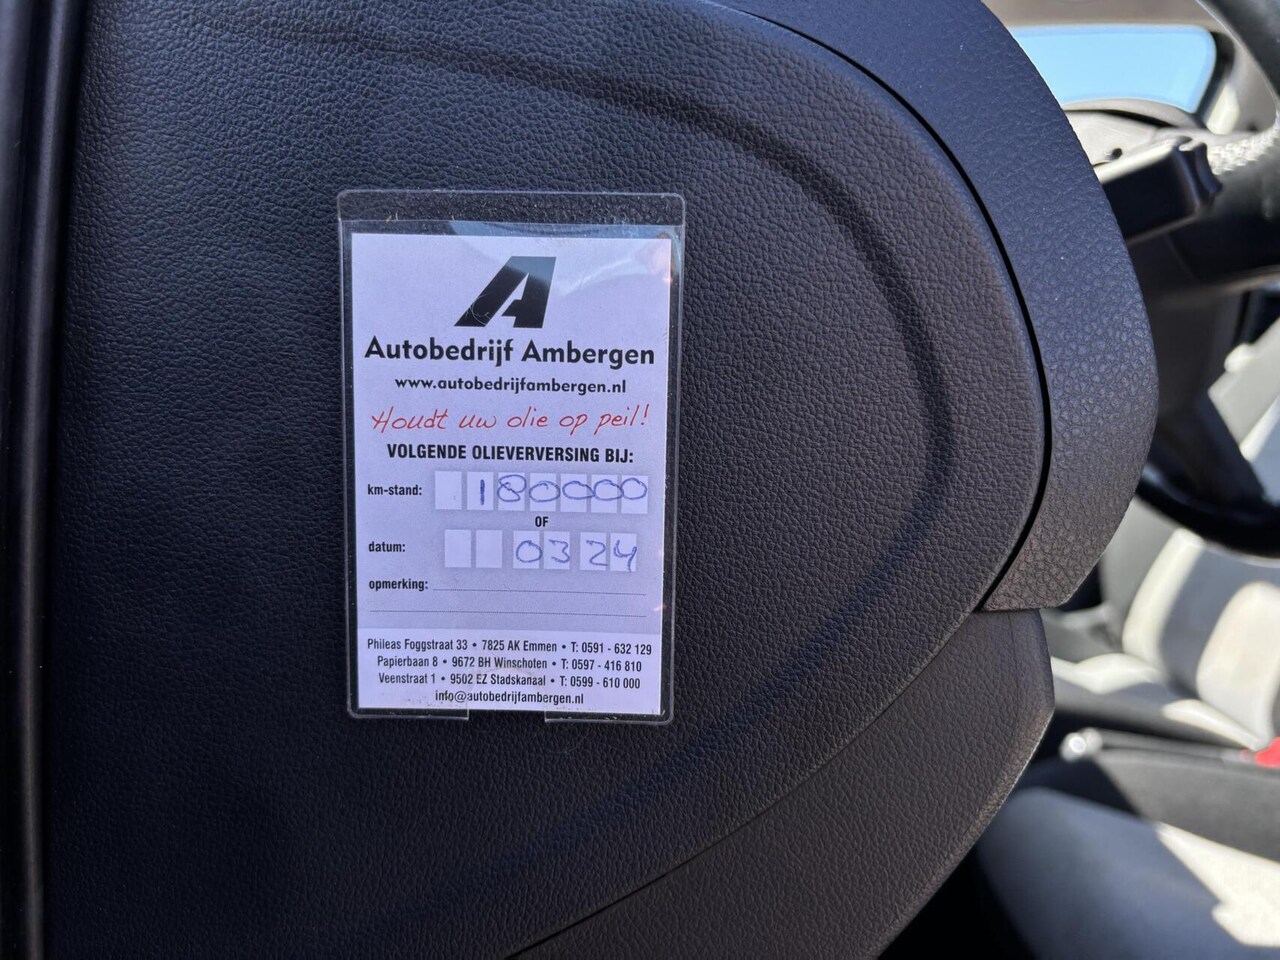 A
Autobedrijf Ambergen
www.autobedrijfambergen.nl
Houdt uw olie op peil!
VOLGENDE OLIEVERVERSING BIJ:
km-stand: 180000
OF
datum: 03 24
opmerking:
Phileas Foggstraat 33 • 7825 AK Emmen • T: 0591 - 632 129
Papierbaan 8 • 9672 BH Winschoten • T: 0597 - 416 810
Veenstraat 1 • 9502 EZ Stadskanaal • T: 0599 - 610 000
info@autobedrijfambergen.nl